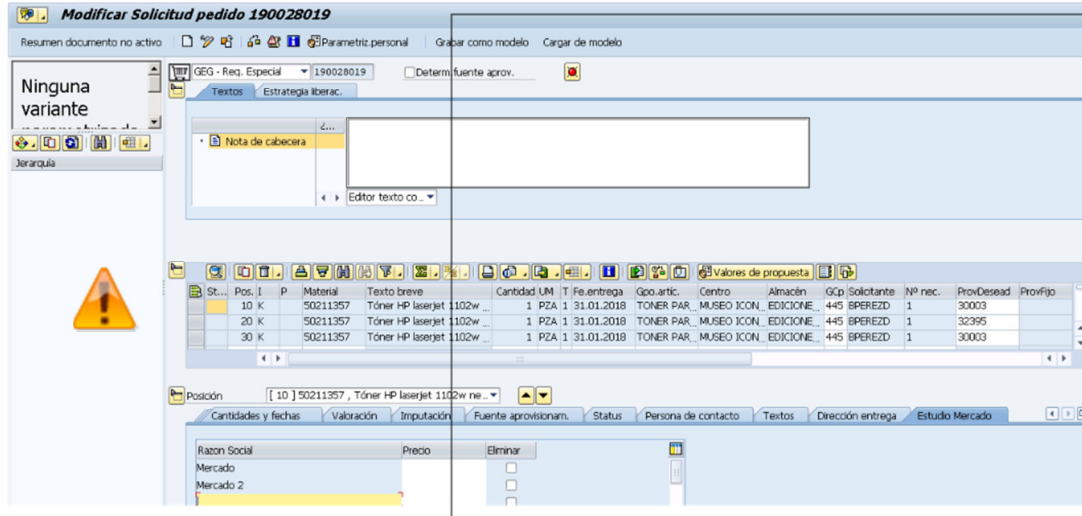 Modificar Solicitud pedido 190028019
Resumen documento no activo Parametriz.personal Grabar como modelo Cargar de modelo
Ninguna
variante
GEG - Req. Especial 190028019 Determ.fuente aprov.
Textos Estrategia liberac.
¿...
Nota de cabecera
Editor texto co..
Jerarquía
Valores de propuesta
St... Pos. I P Material Texto breve Cantidad UM T Fe.entrega Gpo.artíc. Centro Almacén GCp Solicitante Nº nec. ProvDesead ProvFijo
10 K 50211357 Tóner HP laserjet 1102w ... 1 PZA 1 31.01.2018 TONER PAR... MUSEO ICON... EDICIONE... 445 BPEREZD 1 30003
20 K 50211357 Tóner HP laserjet 1102w ... 1 PZA 1 31.01.2018 TONER PAR... MUSEO ICON... EDICIONE... 445 BPEREZD 1 32395
30 K 50211357 Tóner HP laserjet 1102w ... 1 PZA 1 31.01.2018 TONER PAR... MUSEO ICON... EDICIONE... 445 BPEREZD 1 30003
Posición [ 10 ] 50211357 , Tóner HP laserjet 1102w ne..
Cantidades y fechas Valoración Imputación Fuente aprovisionam. Status Persona de contacto Textos Dirección entrega Estudio Mercado
Razon Social Precio Eliminar
Mercado
Mercado 2